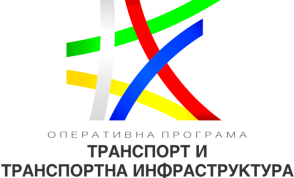 ОПЕРАТИВНА ПРОГРАМА
ТРАНСПОРТ И
ТРАНСПОРТНА ИНФРАСТРУКТУРА